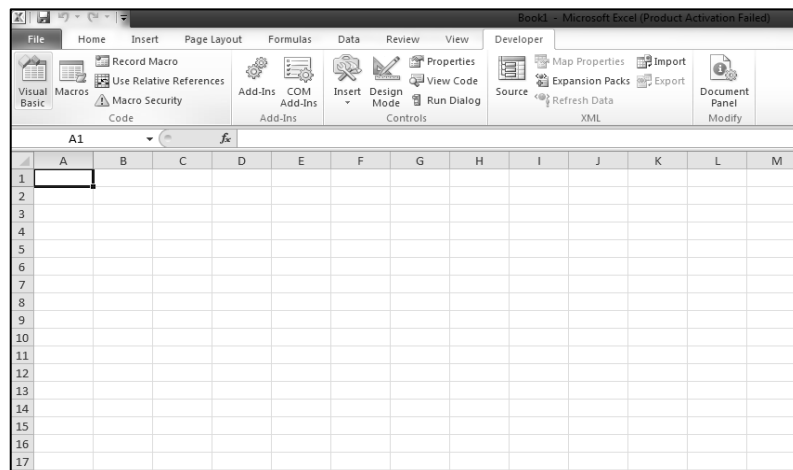 Book1 - Microsoft Excel (Product Activation Failed)
File Home Insert Page Layout Formulas Data Review View Developer
Visual Basic
Macros
Record Macro
Use Relative References
Macro Security
Code
Add-Ins
COM Add-Ins
Add-Ins
Insert
Design Mode
Properties
View Code
Run Dialog
Controls
Source
Map Properties
Expansion Packs
Refresh Data
Import
Export
XML
Document Panel
Modify
A1 fx
A B C D E F G H I J K L M
1
2
3
4
5
6
7
8
9
10
11
12
13
14
15
16
17